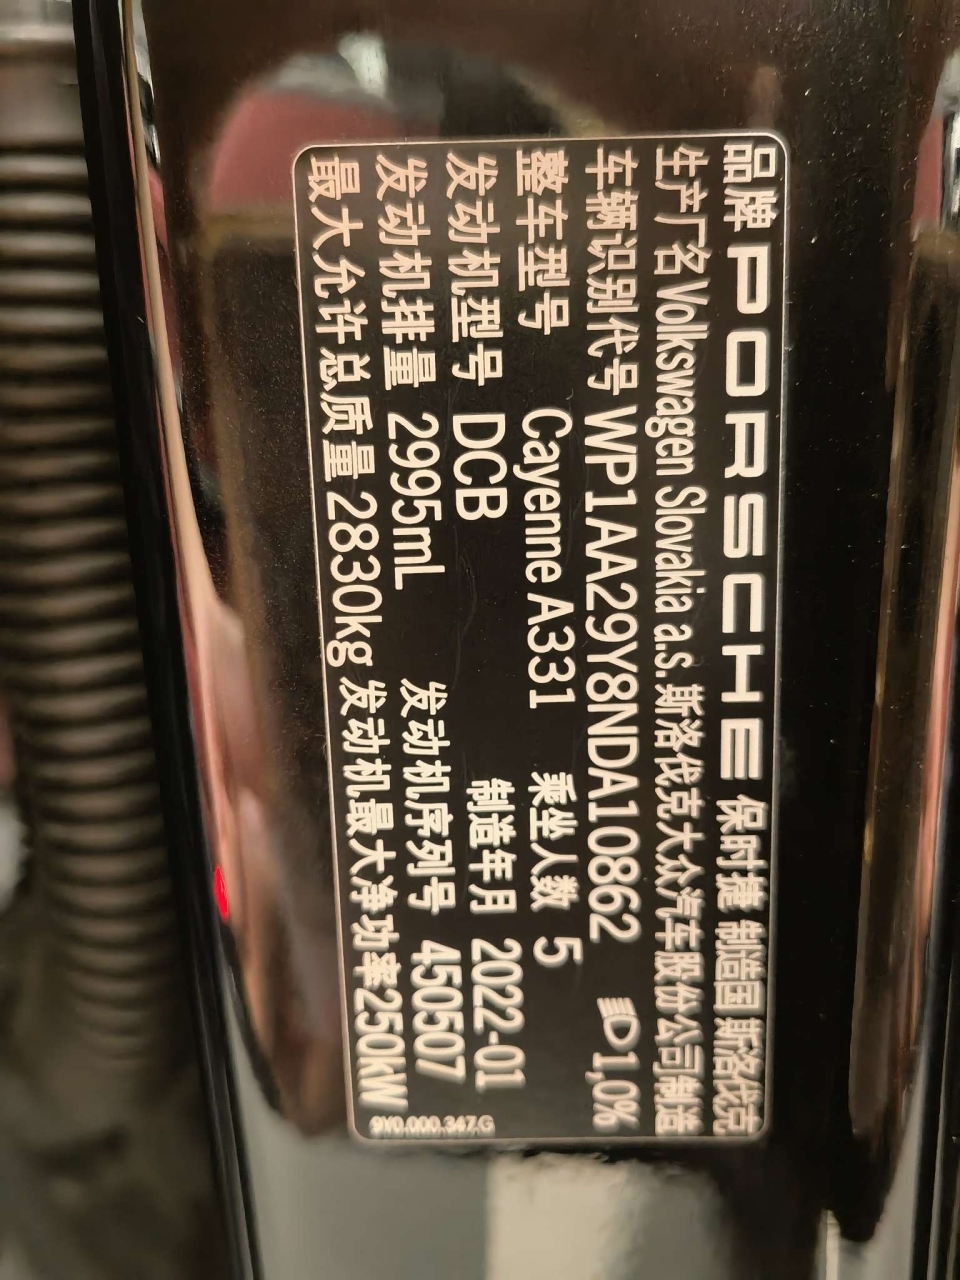 品牌 PORSCHE 保时捷 制造国 斯洛伐克
生产厂名 Volkswagen Slovakia a.s. 斯洛伐克大众汽车股份公司制造
车辆识别代号 WP1AA29Y8NDA10862 1,0%
整车型号 Cayenne A331 乘坐人数 5
发动机型号 DCB 制造年月 2022-01
发动机排量 2995mL 发动机序列号 450507
最大允许总质量 2830kg 发动机最大净功率 250kW
9Y0.000.347.G